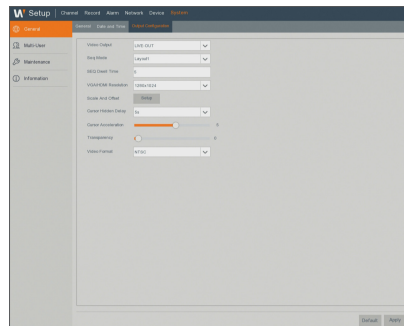 W Setup Channel Record Alarm Network Device System
General
General Date and Time Output Configuration
Multi-User
Maintenance
Information
Video Output LIVE-OUT
Seq Mode Layout1
SEQ Dwell Time 5
VGA/HDMI Resolution 1280x1024
Scale And Offset Setup
Cursor Hidden Delay 5s
Cursor Acceleration
Transparency
Video Format NTSC
Default Apply